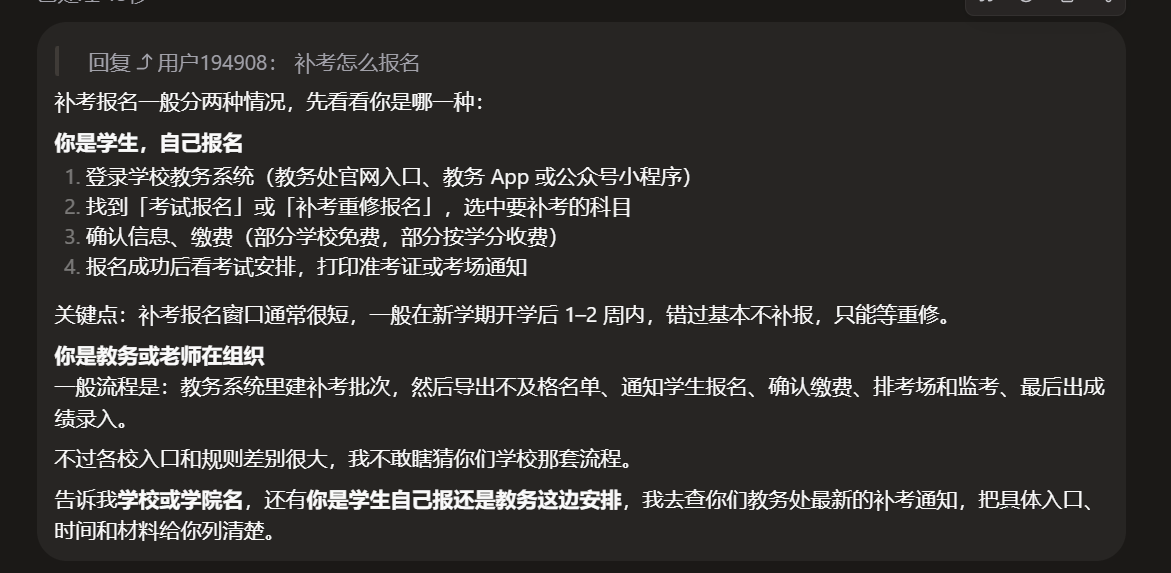 回复 ⤴ 用户194908： 补考怎么报名
补考报名一般分两种情况，先看看你是哪一种：
你是学生，自己报名
1. 登录学校教务系统（教务处官网入口、教务 App 或公众号小程序）
2. 找到「考试报名」或「补考重修报名」，选中要补考的科目
3. 确认信息、缴费（部分学校免费，部分按学分收费）
4. 报名成功后看考试安排，打印准考证或考场通知
关键点：补考报名窗口通常很短，一般在新学期开学后 1–2 周内，错过基本不补报，只能等重修。
你是教务或老师在组织
一般流程是：教务系统里建补考批次，然后导出不及格名单、通知学生报名、确认缴费、排考场和监考、最后出成
绩录入。
不过各校入口和规则差别很大，我不敢瞎猜你们学校那套流程。
告诉我学校或学院名，还有你是学生自己报还是教务这边安排，我去查你们教务处最新的补考通知，把具体入口、
时间和材料给你列清楚。